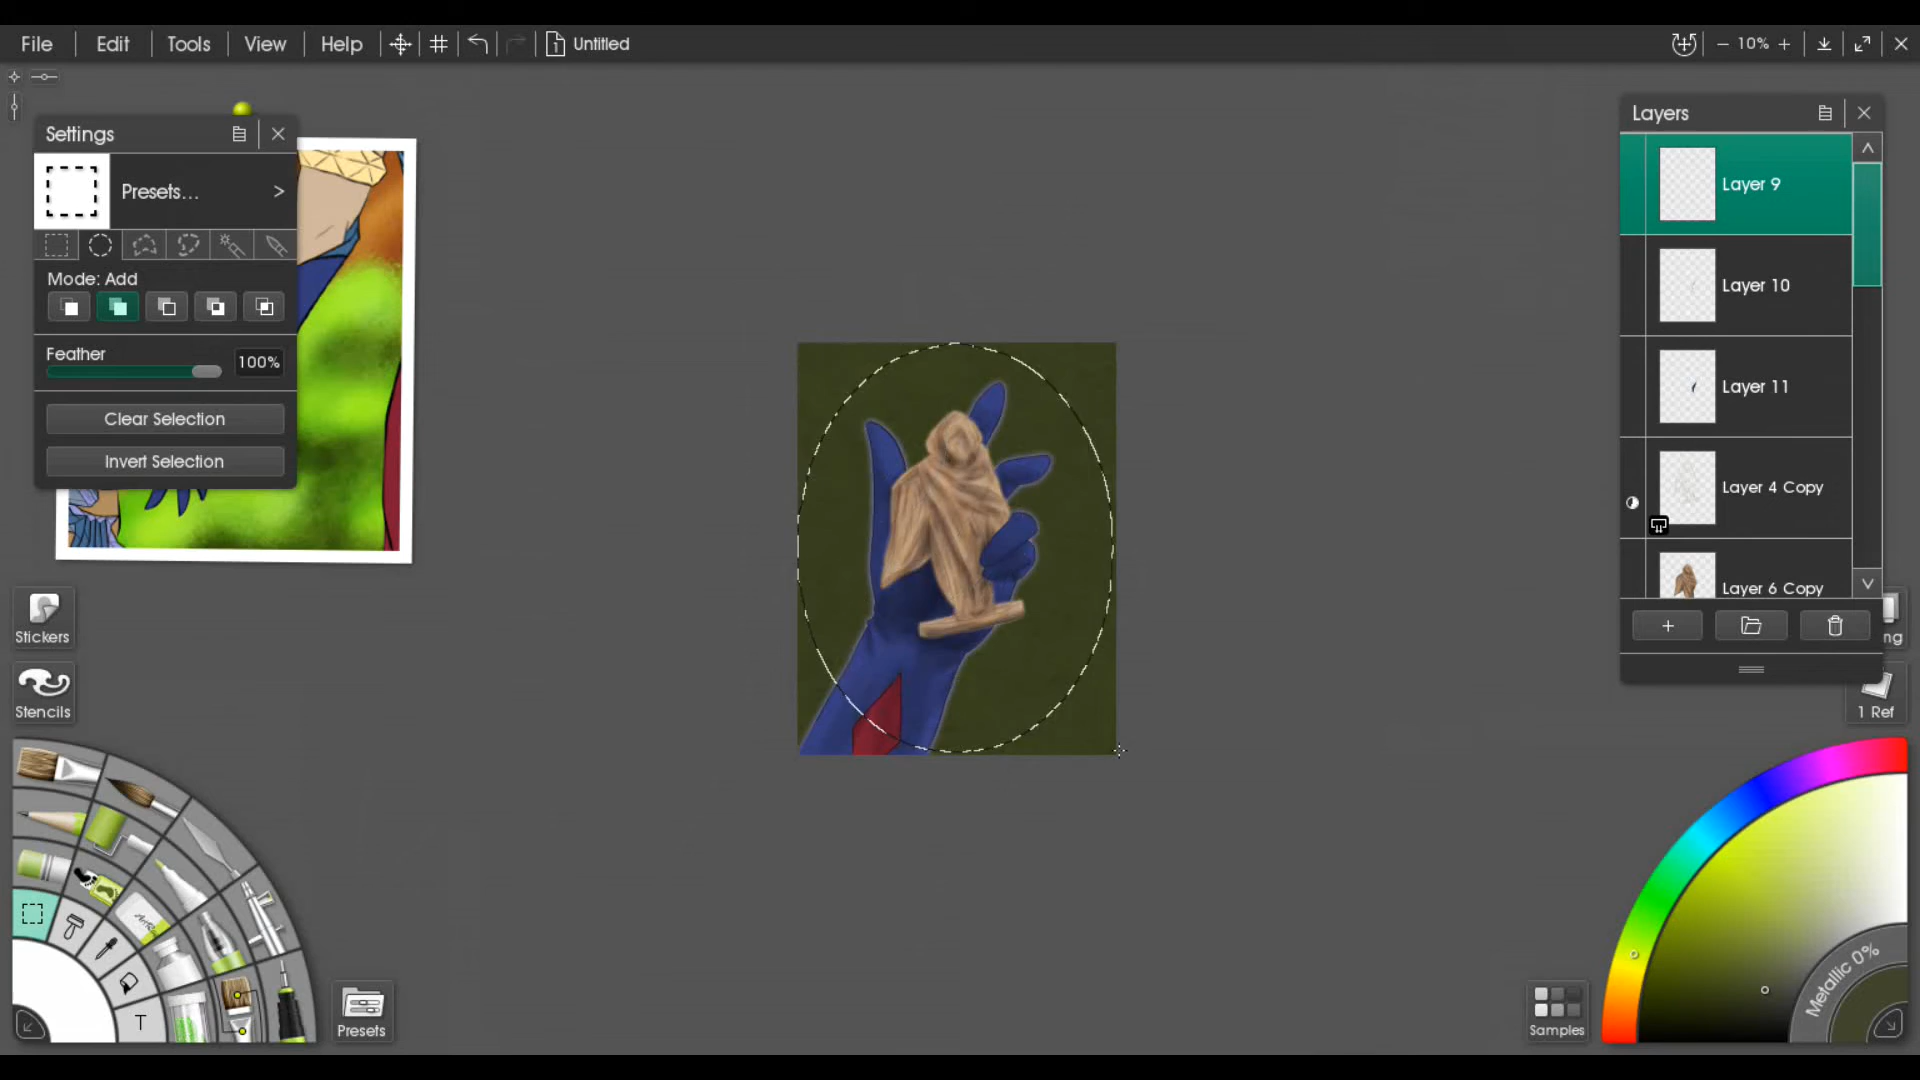 File
Edit
Tools
View
Help
1
Untitled
10%
Settings
Presets...
Mode: Add
Feather
100%
Clear Selection
Invert Selection
Layers
Layer 9
Layer 10
Layer 11
Layer 4 Copy
Layer 6 Copy
ng
1 Ref
Stickers
Stencils
T
Presets
Samples
Metallic 0%